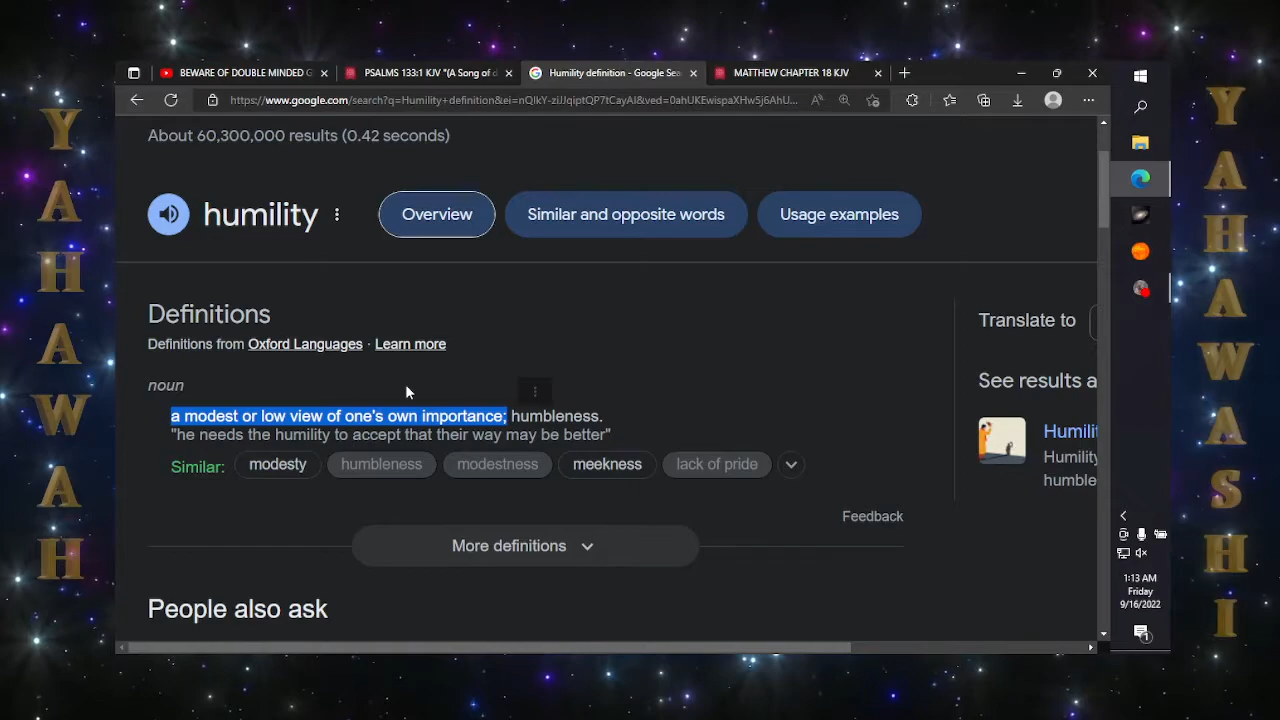 YAHAWAH
BEWARE OF DOUBLE MINDED G
PSALMS 133:1 KJV "(A Song of d
Humility definition - Google Sea
MATTHEW CHAPTER 18 KJV
https://www.google.com/search?q=Humility+definition&ei=nQIkY-ziJJqiptQP7tCayAI&ved=0ahUKEwispaXHw5j6AhU...
About 60,300,000 results (0.42 seconds)
humility
Overview
Similar and opposite words
Usage examples
Definitions
Definitions from Oxford Languages · Learn more
noun
a modest or low view of one's own importance; humbleness.
"he needs the humility to accept that their way may be better"
Similar: modesty humbleness modestness meekness lack of pride
Feedback
More definitions
People also ask
Translate to
See results a
Humilit
Humility
humble
1:13 AM
Friday
9/16/2022
1
YAHAWASHI